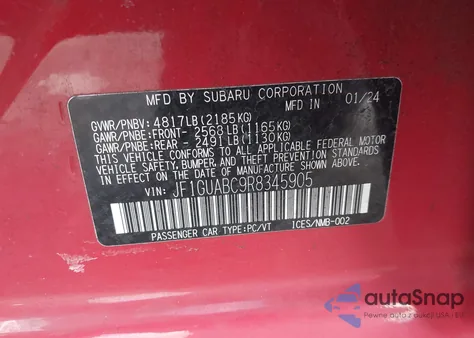 MFD BY SUBARU CORPORATION
MFD IN 01/24
GVWR/PNBV: 4817LB(2185KG)
GAWR/PNBE:FRONT- 2568LB(1165KG)
GAWR/PNBE:REAR - 2491LB(1130KG)
THIS VEHICLE CONFORMS TO ALL APPLICABLE FEDERAL MOTOR
VEHICLE SAFETY, BUMPER, AND THEFT PREVENTION STANDARDS
IN EFFECT ON THE DATE OF MANUFACTURE SHOWN ABOVE.
VIN: JF1GUABC9R8345905
PASSENGER CAR TYPE:PC/VT ICES/NMB-002
autoSnap
Pewne auto z